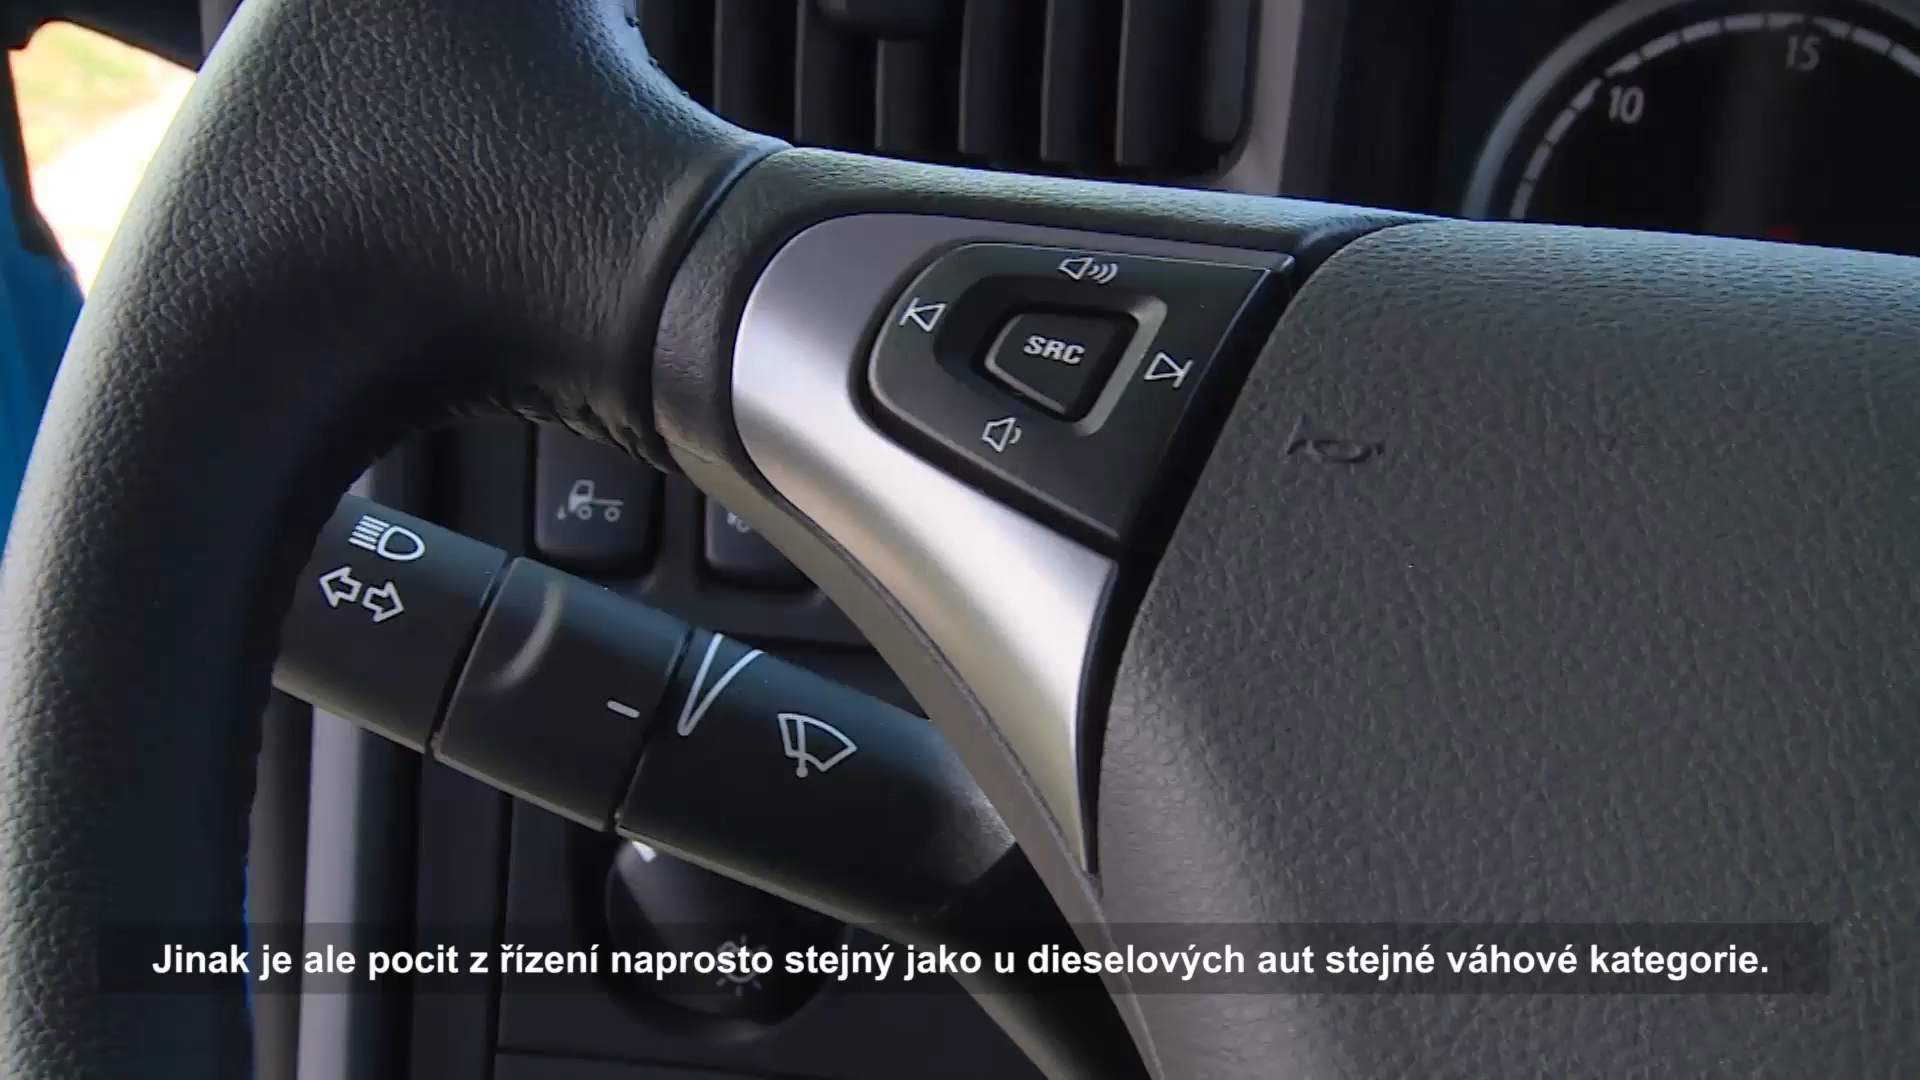 15
10
SRC
Jinak je ale pocit z řízení naprosto stejný jako u dieselových aut stejné váhové kategorie.